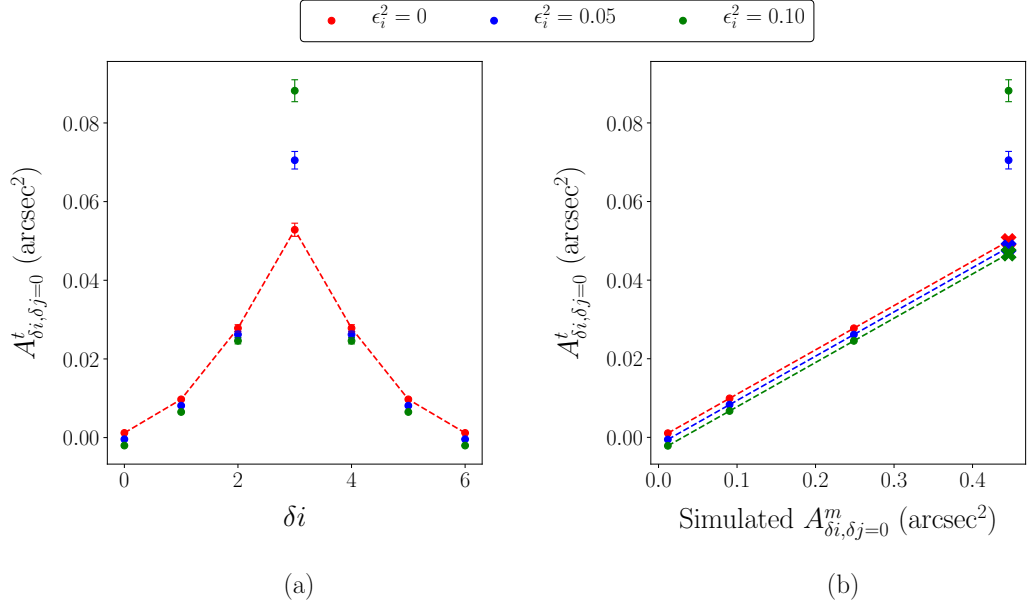 ϵ_i^2 = 0 ϵ_i^2 = 0.05 ϵ_i^2 = 0.10
A^t_{δi,δj=0} (arcsec^2)
0.08
0.06
0.04
0.02
0.00
0 2 4 6
δi
(a)
A^t_{δi,δj=0} (arcsec^2)
0.08
0.06
0.04
0.02
0.00
0.0 0.1 0.2 0.3 0.4
Simulated A^m_{δi,δj=0} (arcsec^2)
(b)